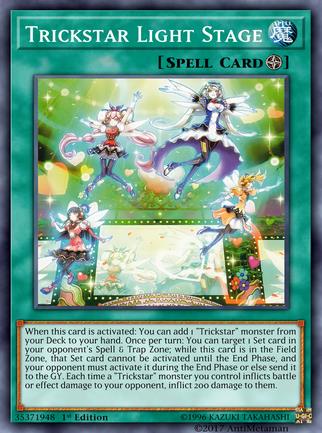 TRICKSTAR LIGHT STAGE
[SPELL CARD]
When this card is activated: You can add 1 "Trickstar" monster
from your Deck to your hand. Once per turn: You can target 1 Set card in
your opponent's Spell & Trap Zone; while this card is in the Field
Zone, that Set card cannot be activated until the End Phase, and
your opponent must activate it during the End Phase or else send it
to the GY. Each time a "Trickstar" monster you control inflicts battle
or effect damage to your opponent, inflict 200 damage to them.
35371948
1st Edition
©1996 KAZUKI TAKAHASHI
©2017 AntiMetaman